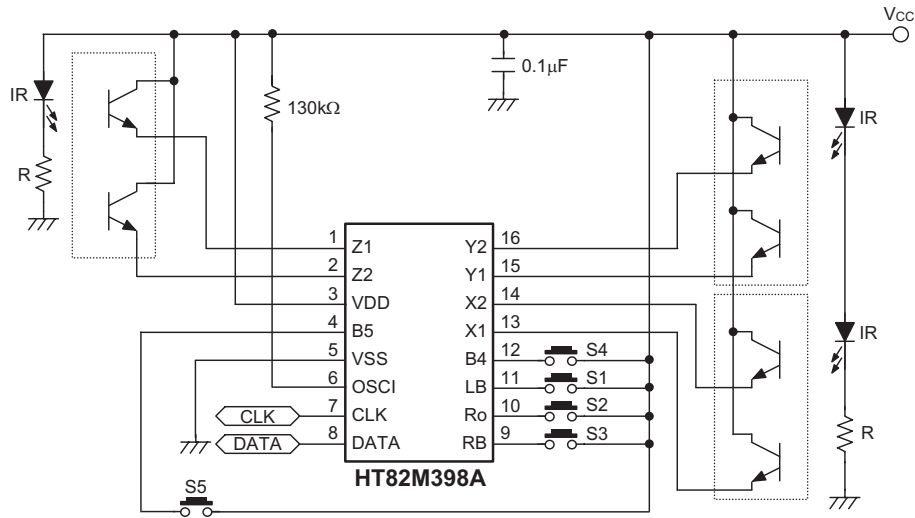 VCC
0.1μF
IR
130kΩ
IR
R
1 Z1 Y2 16
2 Z2 Y1 15
3 VDD X2 14
4 B5 X1 13
IR
5 VSS B4 12 S4
6 OSCI LB 11 S1
7 CLK Ro 10 S2
8 DATA RB 9 S3
CLK
DATA
R
HT82M398A
S5